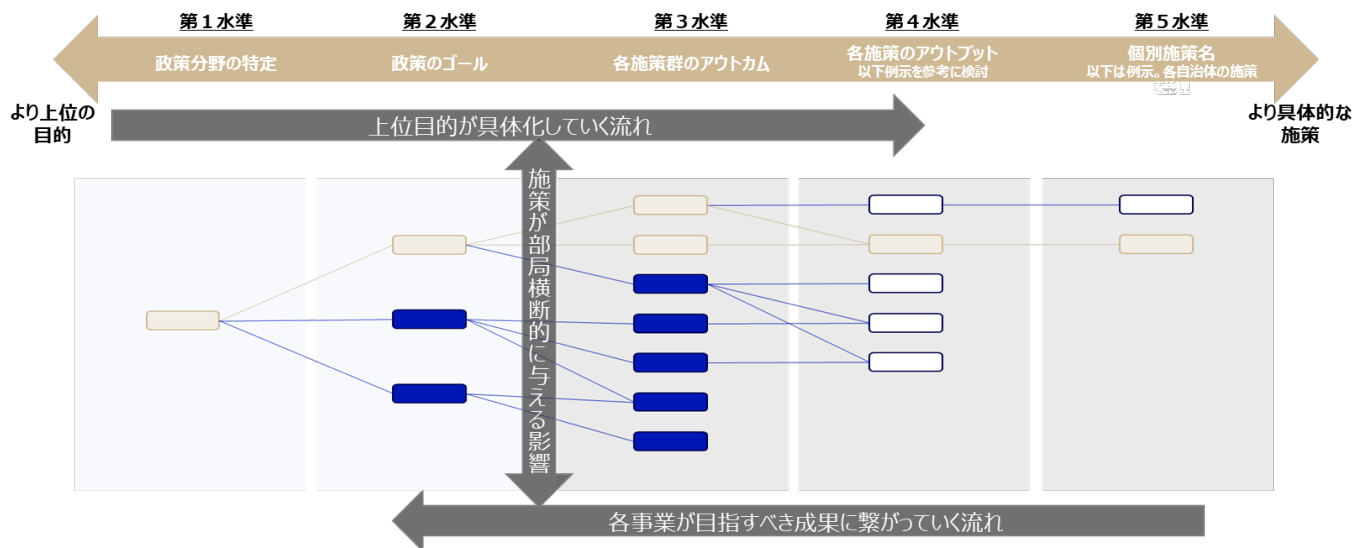 第1水準
第2水準
第3水準
第4水準
第5水準
政策分野の特定
政策のゴール
各施策群のアウトカム
各施策のアウトプット
以下例示を参考に検討
個別施策名
以下は例示。各自治体の施策
より上位の
目的
より具体的な
施策
上位目的が具体化していく流れ
施策が部局横断的に与える影響
各事業が目指すべき成果に繋がっていく流れ